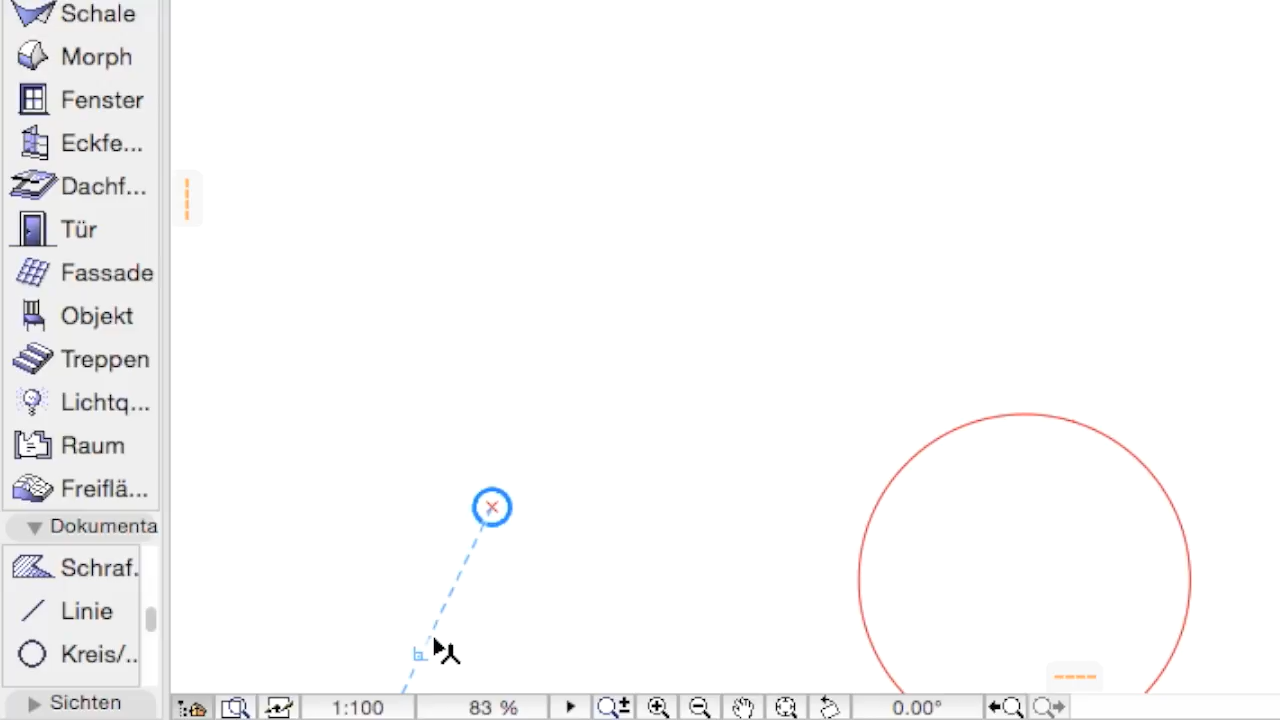 Schale
Morph
Fenster
Eckfe...
Dachf...
Tür
Fassade
Objekt
Treppen
Lichtq...
Raum
Freiflä...
Dokumenta
Schraf.
Linie
Kreis/..
Sichten
1:100
83 %
0.00°